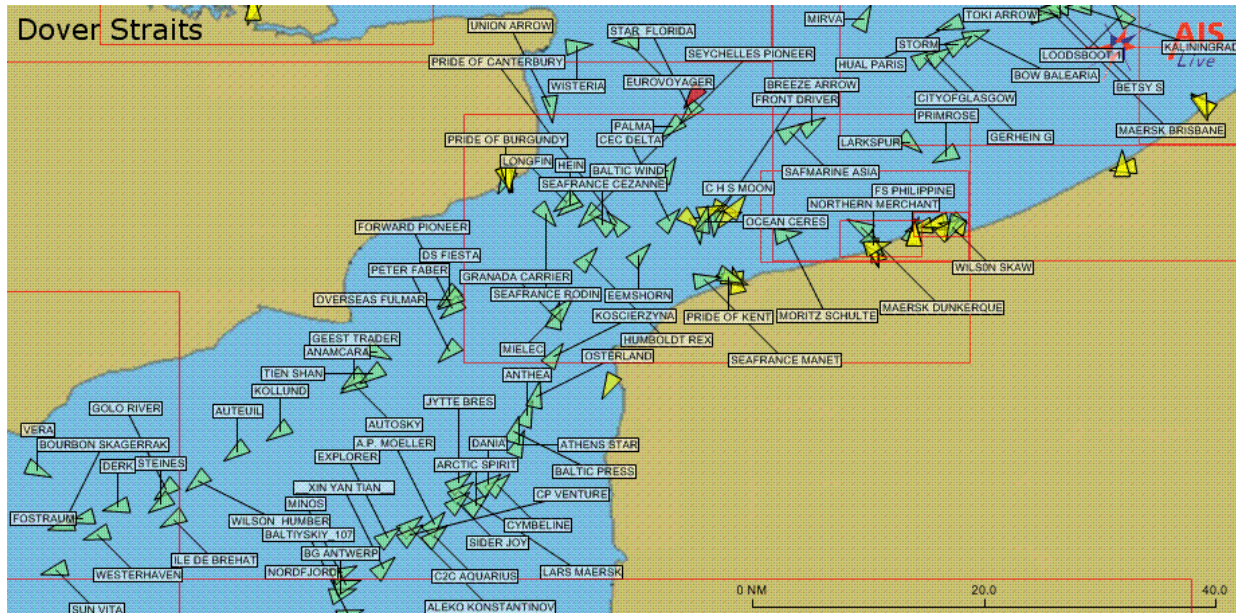 Dover Straits
UNION ARROW
STAR FLORIDA
MIRVA
TOKI ARROW
AIS
Live
PRIDE OF CANTERBURY
SEYCHELLES PIONEER
STORM
KALININGRAD
HUAL PARIS
LOODSBOOT 1
WISTERIA
EUROVOYAGER
BREEZE ARROW
BOW BALEARIA
FRONT DRIVER
CITYOFGLASGOW
BETSY S
PRIMROSE
MAERSK BRISBANE
PALMA
PRIDE OF BURGUNDY
CEC DELTA
GERHEIN G
LARKSPUR
LONGFIN
HEIN
BALTIC WIND
SAFMARINE ASIA
SEAFRANCE CEZANNE
C H S MOON
FS PHILIPPINE
NORTHERN MERCHANT
FORWARD PIONEER
OCEAN CERES
DS FIESTA
PETER FABER
GRANADA CARRIER
WILSON SKAW
OVERSEAS FULMAR
SEAFRANCE RODIN
EEMSHORN
MAERSK DUNKERQUE
KOSCIERZYNA
PRIDE OF KENT
MORITZ SCHULTE
GEEST TRADER
MIELEC
HUMBOLDT REX
ANAMCARA
OSTERLAND
SEAFRANCE MANET
TIEN SHAN
ANTHEA
KOLLUND
JYTTE BRES
GOLO RIVER
AUTEUIL
AUTOSKY
VERA
BOURBON SKAGERRAK
A.P. MOELLER
DANIA
ATHENS STAR
EXPLORER
DERK
STEINES
ARCTIC SPIRIT
BALTIC PRESS
__XIN YAN TIAN__
CP VENTURE
MINOS
FOSTRAUM
WILSON HUMBER
CYMBELINE
BALTIYSKIY_107
SIDER JOY
BG ANTWERP
ILE DE BREHAT
WESTERHAVEN
NORDFJORD
C2C AQUARIUS
LARS MAERSK
SUN VITA
ALEKO KONSTANTINOV
0 NM
20.0
40.0